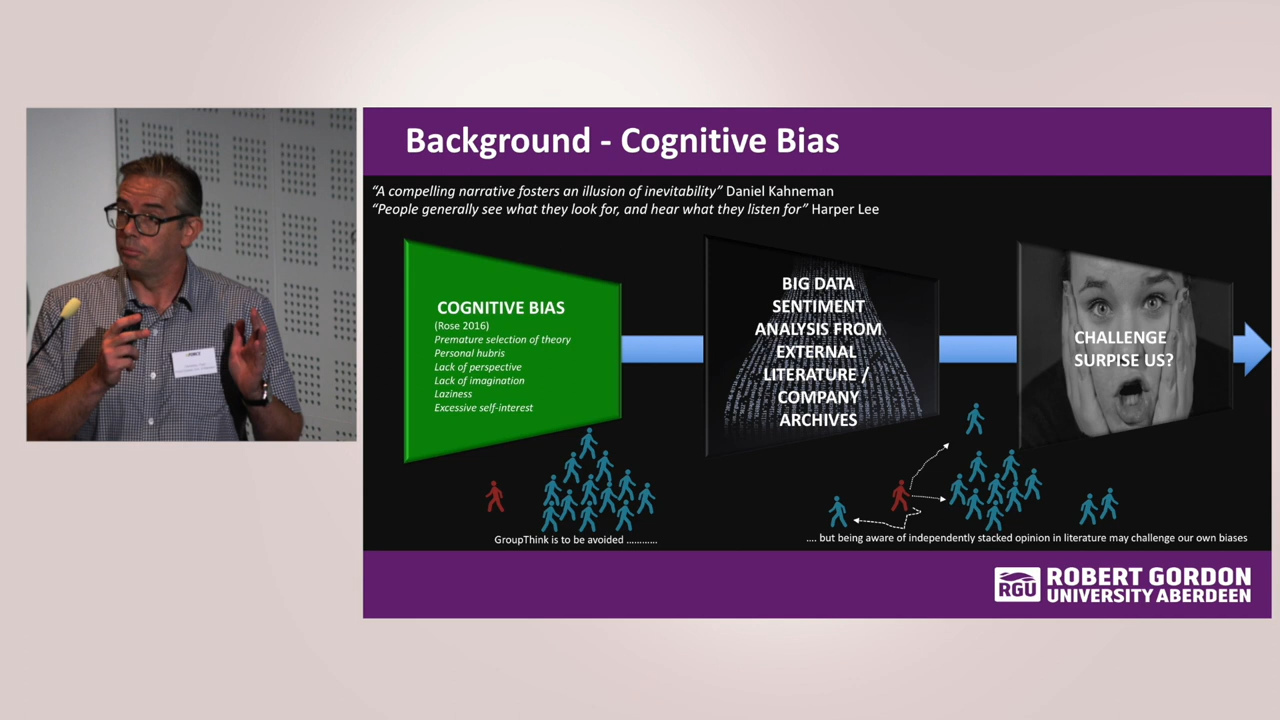 Background - Cognitive Bias
“A compelling narrative fosters an illusion of inevitability” Daniel Kahneman
“People generally see what they look for, and hear what they listen for” Harper Lee
COGNITIVE BIAS
(Rose 2016)
Premature selection of theory
Personal hubris
Lack of perspective
Lack of imagination
Laziness
Excessive self-interest
BIG DATA
SENTIMENT
ANALYSIS FROM
EXTERNAL
LITERATURE /
COMPANY
ARCHIVES
CHALLENGE
SURPRISE US?
GroupThink is to be avoided ............
.... but being aware of independently stacked opinion in literature may challenge our own biases
RGU
ROBERT GORDON
UNIVERSITY ABERDEEN